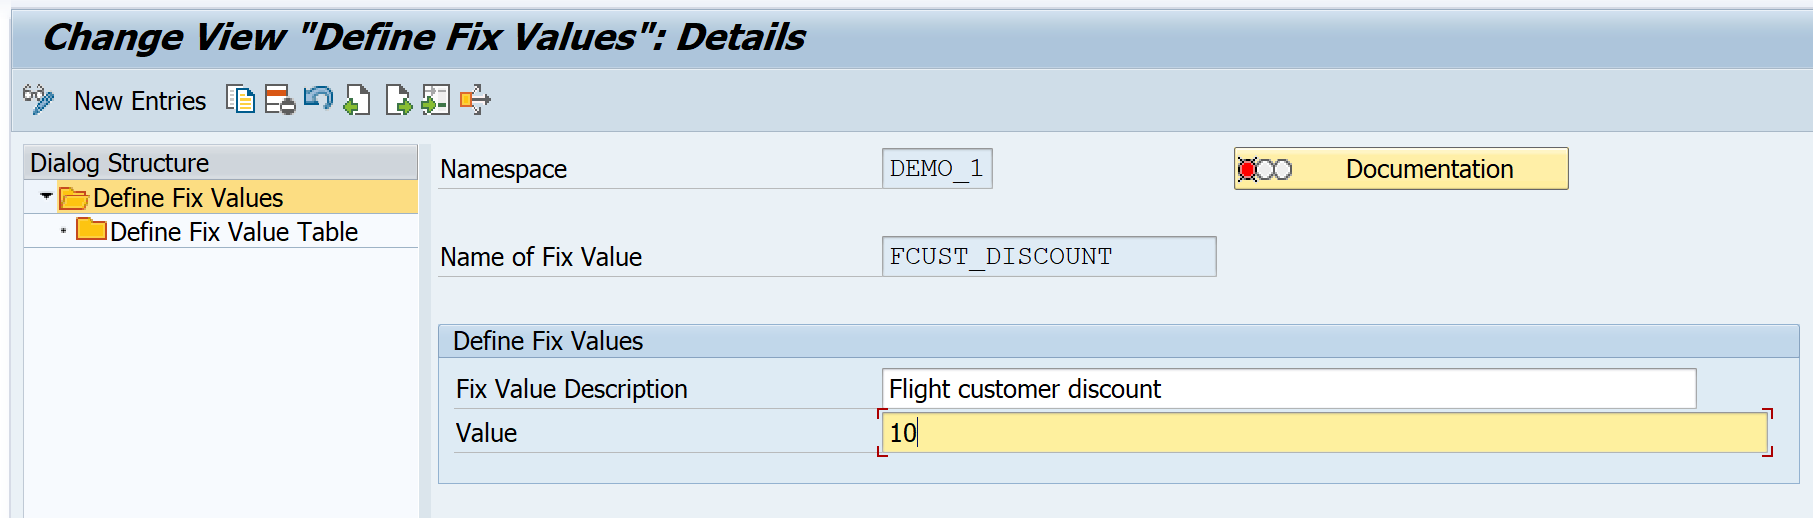 Change View "Define Fix Values": Details
New Entries
Dialog Structure
Define Fix Values
Define Fix Value Table
Namespace
DEMO_1
Documentation
Name of Fix Value
FCUST_DISCOUNT
Define Fix Values
Fix Value Description
Flight customer discount
Value
10